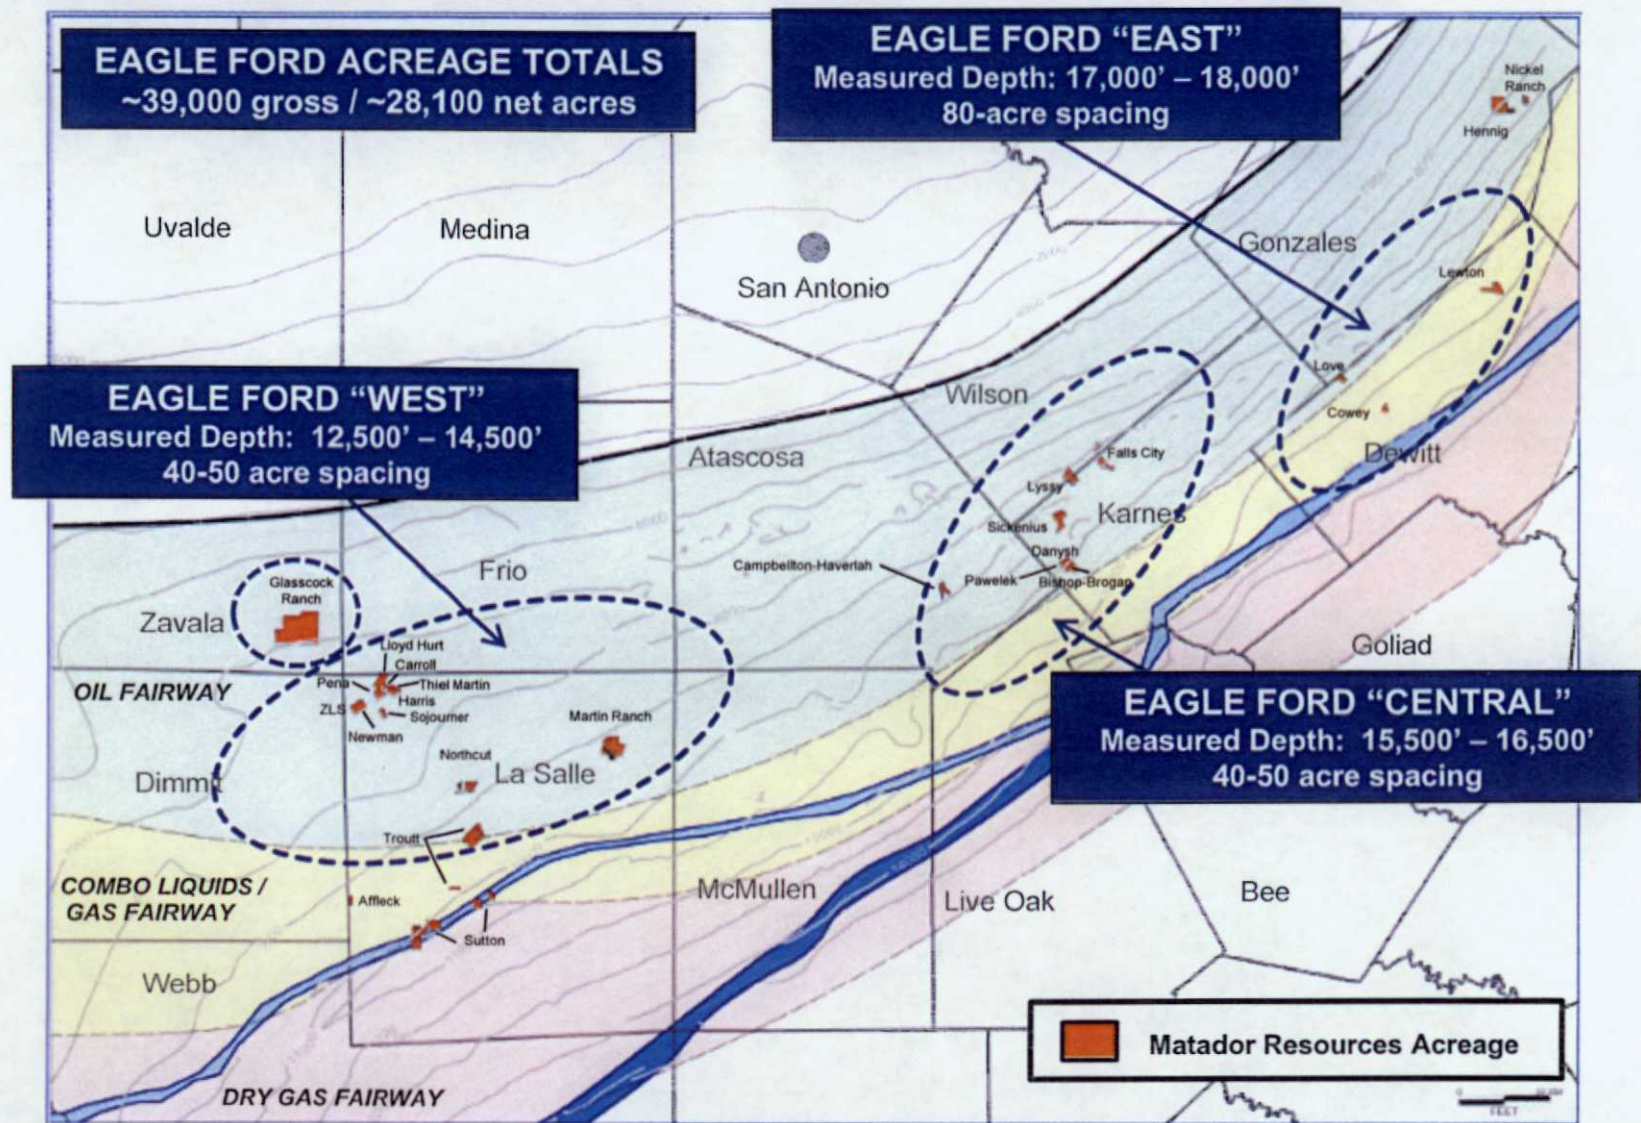 EAGLE FORD ACREAGE TOTALS
~39,000 gross / ~28,100 net acres
EAGLE FORD “EAST”
Measured Depth: 17,000’ – 18,000’
80-acre spacing
Nickel
Ranch
Hennig
Uvalde
Medina
San Antonio
Gonzales
Lewton
EAGLE FORD “WEST”
Measured Depth: 12,500’ – 14,500’
40-50 acre spacing
Wilson
Love
Cowey
Dewitt
Atascosa
Falls City
Lyssy
Karnes
Sickenius
Danysh
Campbellton-Haverlah
Pawelek
Bishop-Brogan
Frio
Glasscock
Ranch
Zavala
Goliad
Lloyd Hurt
Carroll
Pena
Thiel Martin
Harris
ZLS
Sojourner
Newman
OIL FAIRWAY
Martin Ranch
Northcut
La Salle
Dimmit
EAGLE FORD “CENTRAL”
Measured Depth: 15,500’ – 16,500’
40-50 acre spacing
Troutt
COMBO LIQUIDS /
GAS FAIRWAY
Affleck
McMullen
Live Oak
Bee
Sutton
Webb
Matador Resources Acreage
DRY GAS FAIRWAY
FEET